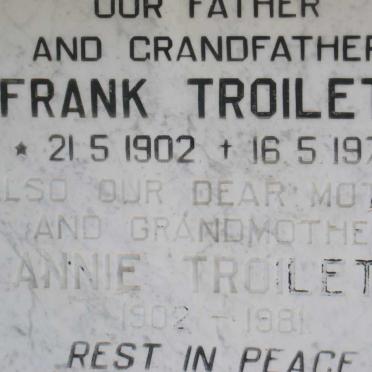 OUR FATHER
AND GRANDFATHER
FRANK TROILET
* 21.5 1902 † 16.5.197
ALSO OUR DEAR MOT
AND GRANDMOTHE
ANNIE TROILET
1902 - 1981
REST IN PEACE